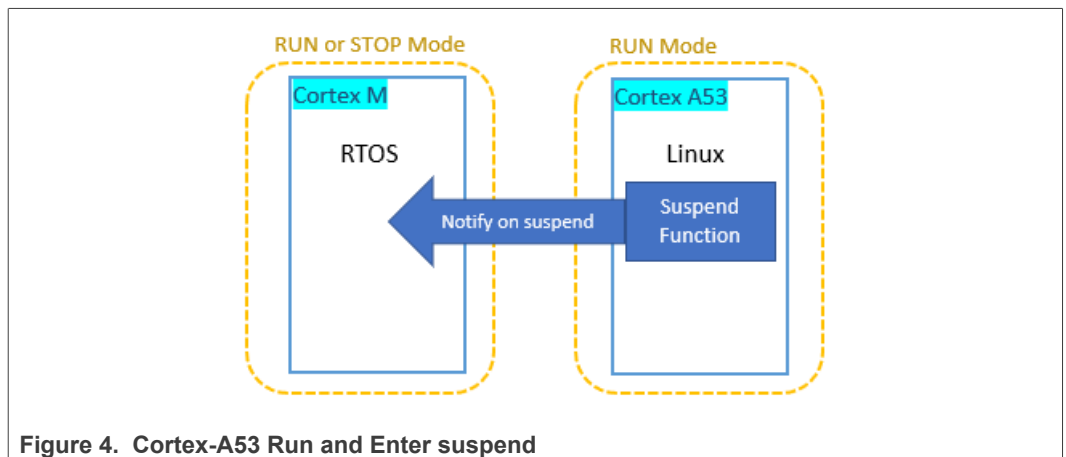 RUN or STOP Mode
RUN Mode
Cortex M
Cortex A53
RTOS
Linux
Notify on suspend
Suspend
Function
Figure 4. Cortex-A53 Run and Enter suspend